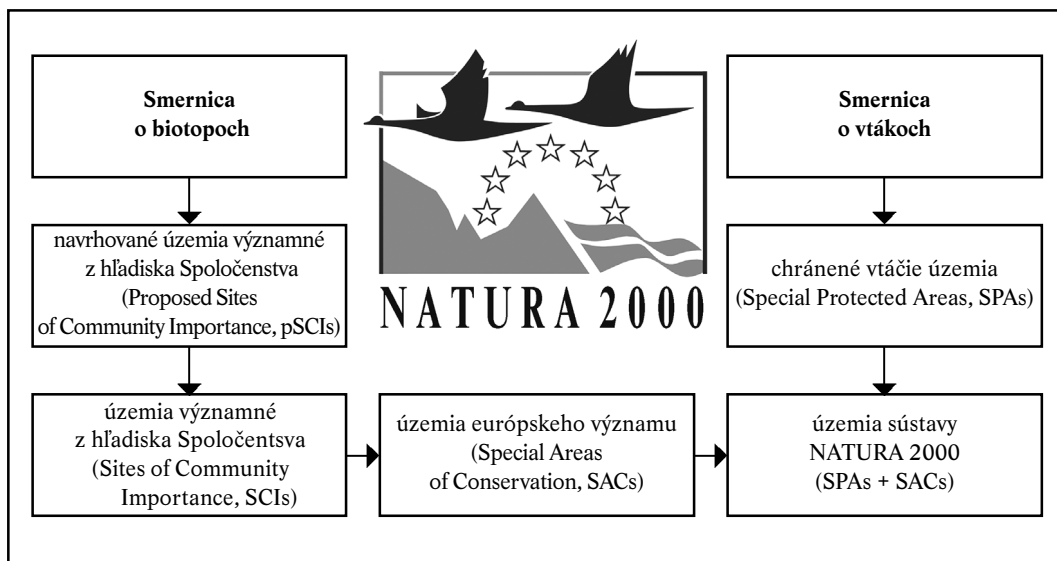 Smernica
o biotopoch
Smernica
o vtákoch
NATURA 2000
navrhované územia významné
z hľadiska Spoločenstva
(Proposed Sites
of Community Importance, pSCIs)
chránené vtáčie územia
(Special Protected Areas, SPAs)
územia významné
z hľadiska Spoločentsva
(Sites of Community
Importance, SCIs)
územia európskeho významu
(Special Areas
of Conservation, SACs)
územia sústavy
NATURA 2000
(SPAs + SACs)